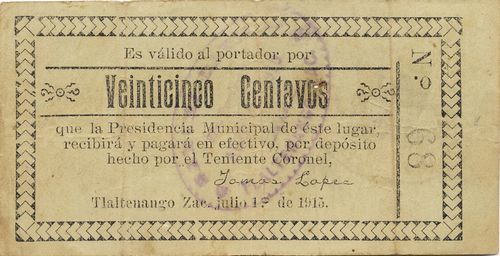 Es válido al portador por
Veinticinco Centavos
que la Presidencia Municipal de éste lugar,
recibirá y pagará en efectivo, por depósito
hecho por el Teniente Coronel,
Tomas Lopez
Tlaltenango Zac. julio 1º de 1915.
N.o 68